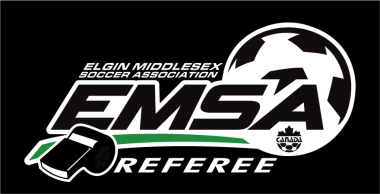 ELGIN MIDDLESEX
SOCCER ASSOCIATION
EMSA
CANADA
REFEREE